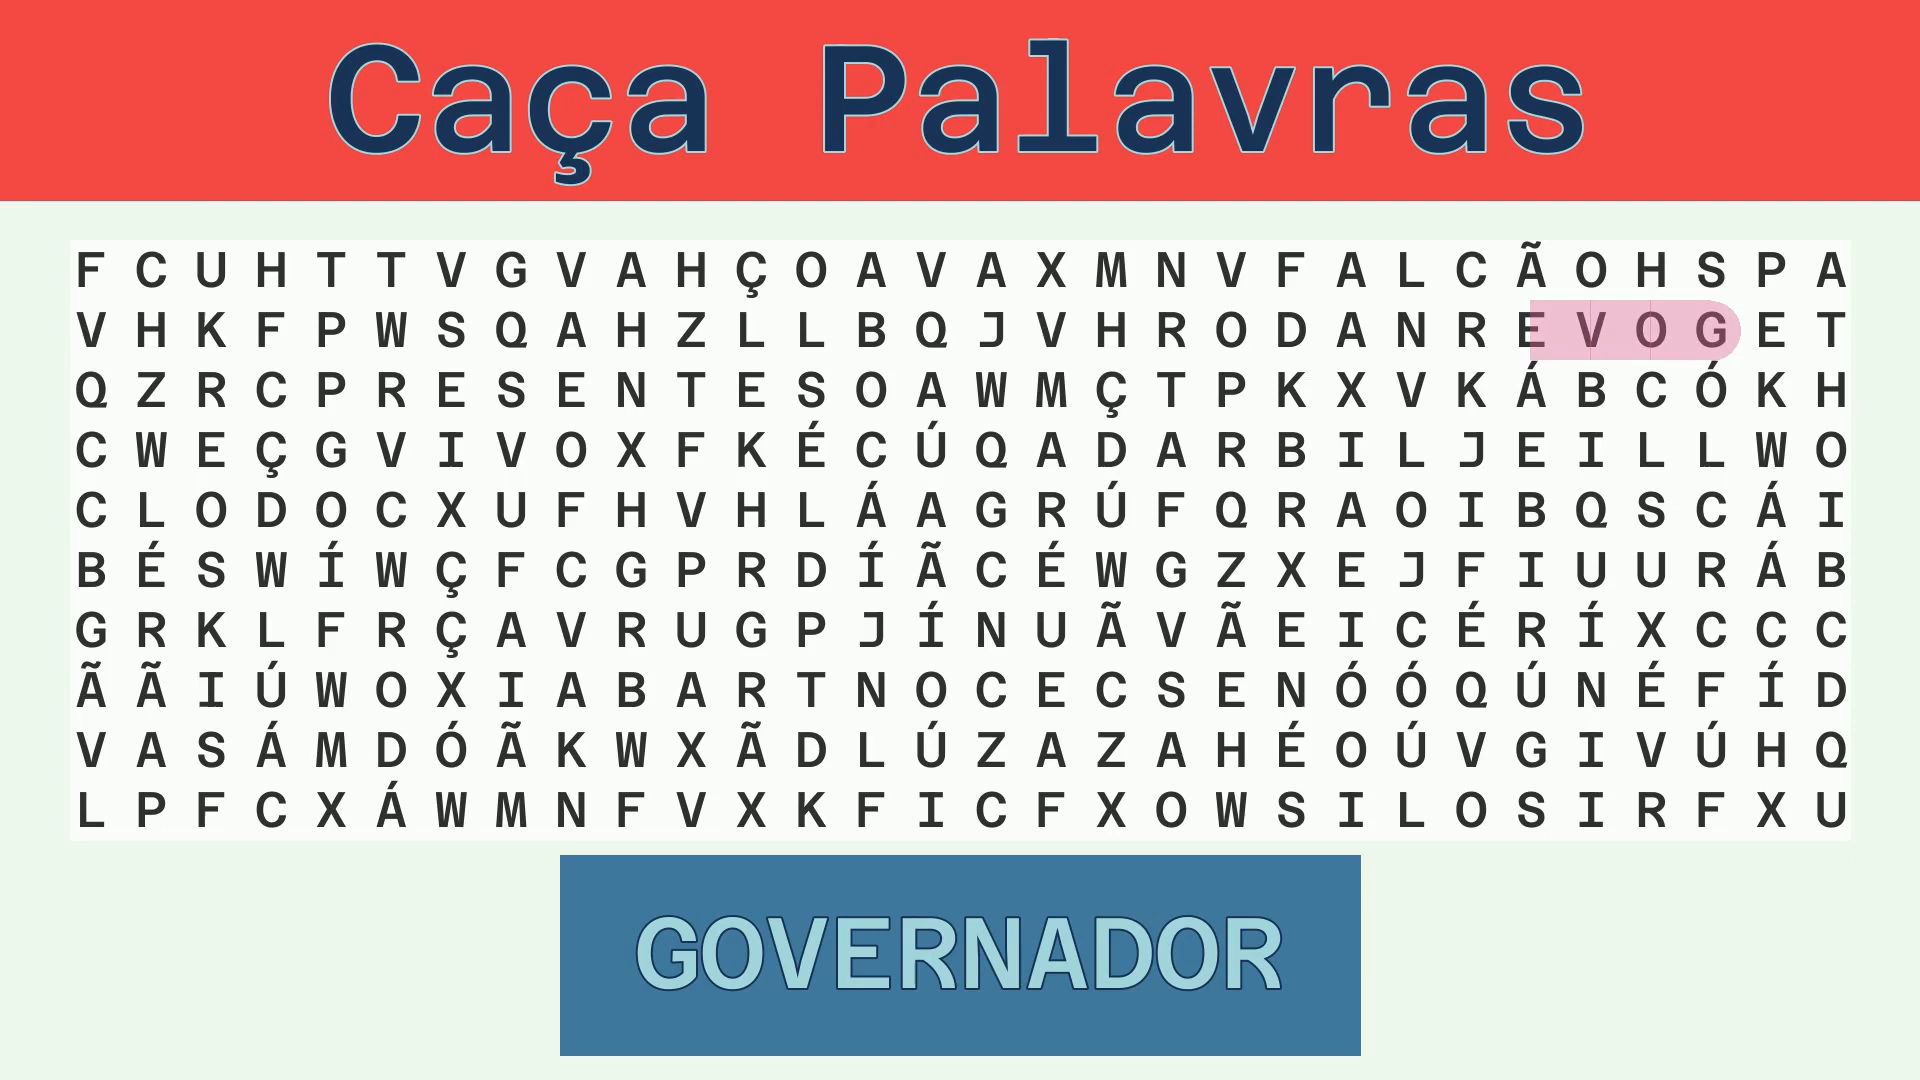 Caça Palavras
F C U H T T V G V A H Ç O A V A X M N V F A L C Ã O H S P A
V H K F P W S Q A H Z L L B Q J V H R O D A N R E V O G E T
Q Z R C P R E S E N T E S O A W M Ç T P K X V K Á B C Ó K H
C W E Ç G V I V O X F K É C Ú Q A D A R B I L J E I L L W O
C L O D O C X U F H V H L Á A G R Ú F Q R A O I B Q S C Á I
B É S W Í W Ç F C G P R D Í Ã C É W G Z X E J F I U U R Á B
G R K L F R Ç A V R U G P J Í N U Ã V Ã E I C É R Í X C C C
Ã Ã I Ú W O X I A B A R T N O C E C S E N Ó Ó Q Ú N É F Í D
V A S Á M D Ó Ã K W X Ã D L Ú Z A Z A H É O Ú V G I V Ú H Q
L P F C X Á W M N F V X K F I C F X O W S I L O S I R F X U
GOVERNADOR